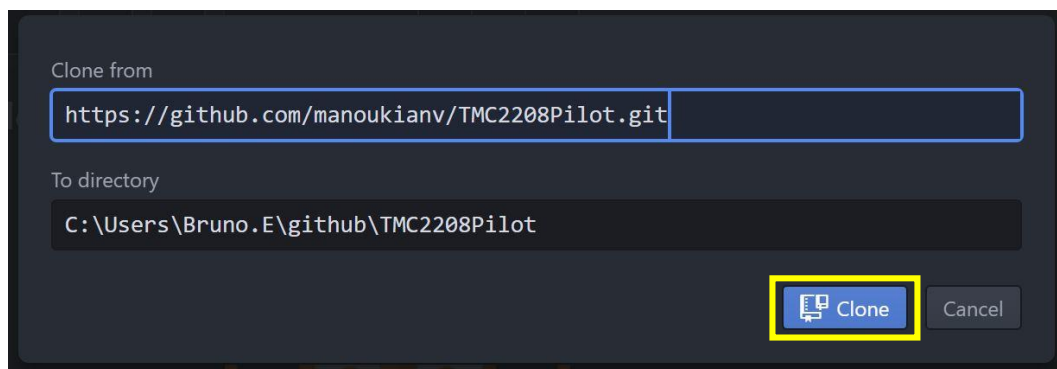 Clone from
https://github.com/manoukianv/TMC2208Pilot.git
To directory
C:\Users\Bruno.E\github\TMC2208Pilot
Clone Cancel